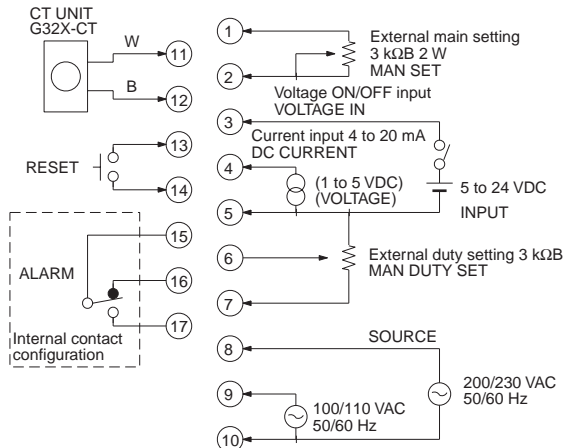 CT UNIT
G32X-CT
W
11
B
12
13
RESET
14
15
ALARM
16
17
Internal contact
configuration
1
External main setting
3 kΩB 2 W
MAN SET
2
Voltage ON/OFF input
VOLTAGE IN
3
Current input 4 to 20 mA
DC CURRENT
4
(1 to 5 VDC)
(VOLTAGE)
5 to 24 VDC
5
INPUT
6
External duty setting 3 kΩB
MAN DUTY SET
7
SOURCE
8
200/230 VAC
50/60 Hz
9
100/110 VAC
50/60 Hz
10